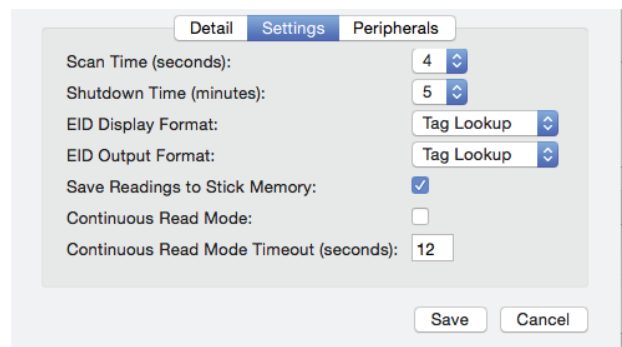 Detail Settings Peripherals
Scan Time (seconds): 4
Shutdown Time (minutes): 5
EID Display Format: Tag Lookup
EID Output Format: Tag Lookup
Save Readings to Stick Memory:
Continuous Read Mode:
Continuous Read Mode Timeout (seconds): 12
Save Cancel